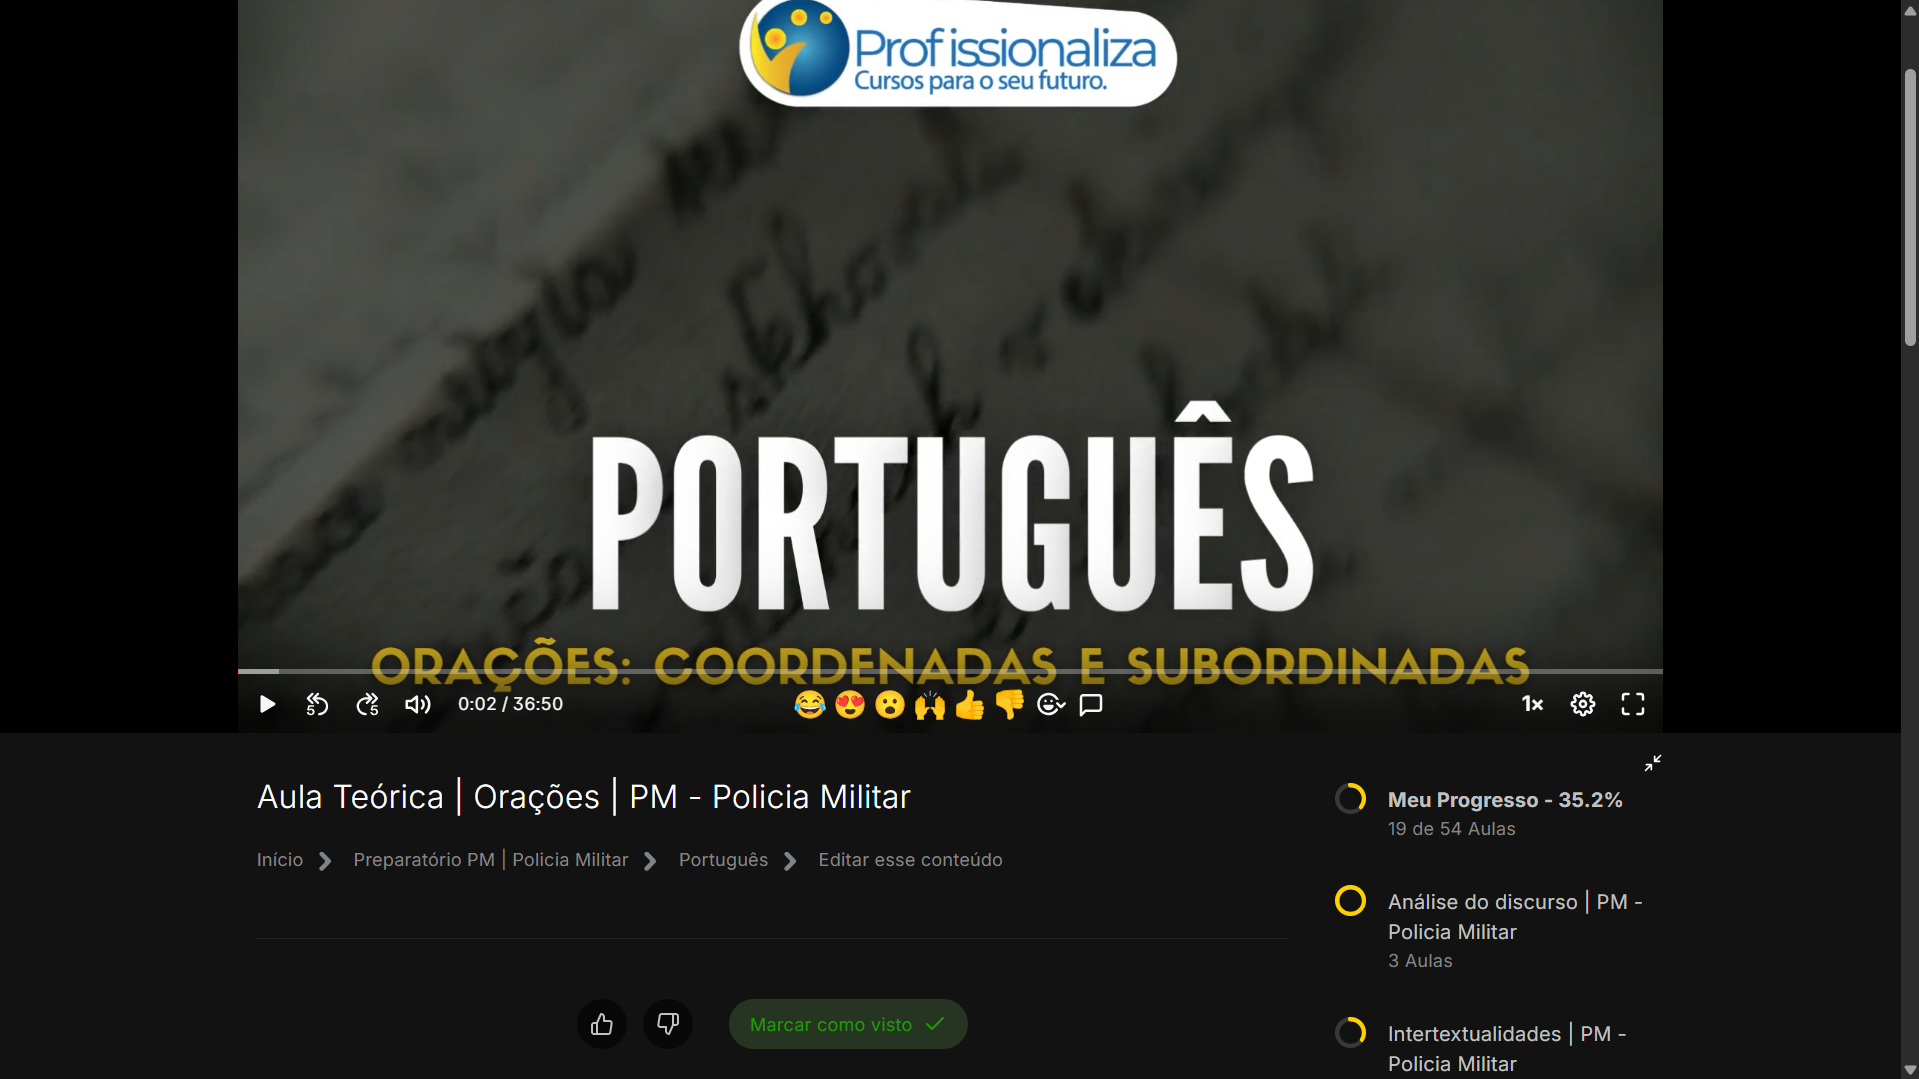 Profissionaliza
Cursos para o seu futuro.
PORTUGUÊS
ORAÇÕES: COORDENADAS E SUBORDINADAS
5
5
0:02 / 36:50
1x
Aula Teórica | Orações | PM - Policia Militar
Início
Preparatório PM | Policia Militar
Português
Editar esse conteúdo
Marcar como visto
Meu Progresso - 35.2%
19 de 54 Aulas
Análise do discurso | PM -
Policia Militar
3 Aulas
Intertextualidades | PM -
Policia Militar